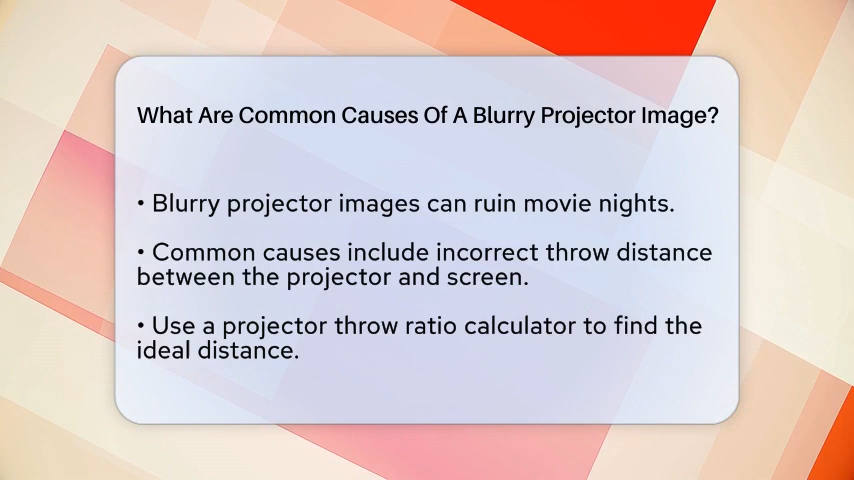 What Are Common Causes Of A Blurry Projector Image?
• Blurry projector images can ruin movie nights.
• Common causes include incorrect throw distance
between the projector and screen.
• Use a projector throw ratio calculator to find the
ideal distance.